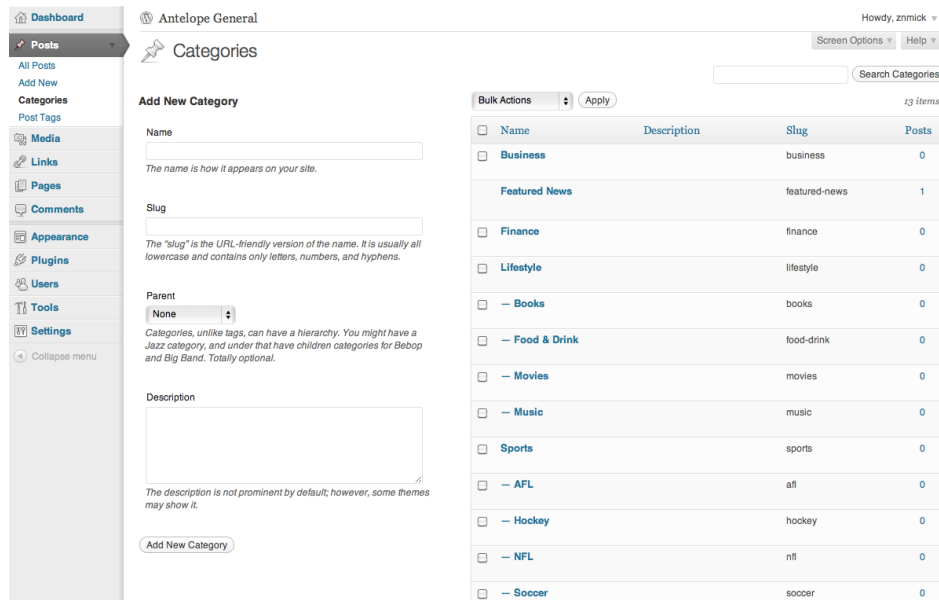 Dashboard
Posts
All Posts
Add New
Categories
Post Tags
Media
Links
Pages
Comments
Appearance
Plugins
Users
Tools
Settings
Collapse menu
Antelope General
Howdy, znmick
Categories
Screen Options
Help
Search Categories
Add New Category
Name
The name is how it appears on your site.
Slug
The "slug" is the URL-friendly version of the name. It is usually all
lowercase and contains only letters, numbers, and hyphens.
Parent
None
Categories, unlike tags, can have a hierarchy. You might have a
Jazz category, and under that have children categories for Bebop
and Big Band. Totally optional.
Description
The description is not prominent by default; however, some themes
may show it.
Add New Category
Bulk Actions Apply 13 items
Name Description Slug Posts
Business business 0
Featured News featured-news 1
Finance finance 0
Lifestyle lifestyle 0
— Books books 0
— Food & Drink food-drink 0
— Movies movies 0
— Music music 0
Sports sports 0
— AFL afl 0
— Hockey hockey 0
— NFL nfl 0
— Soccer soccer 0